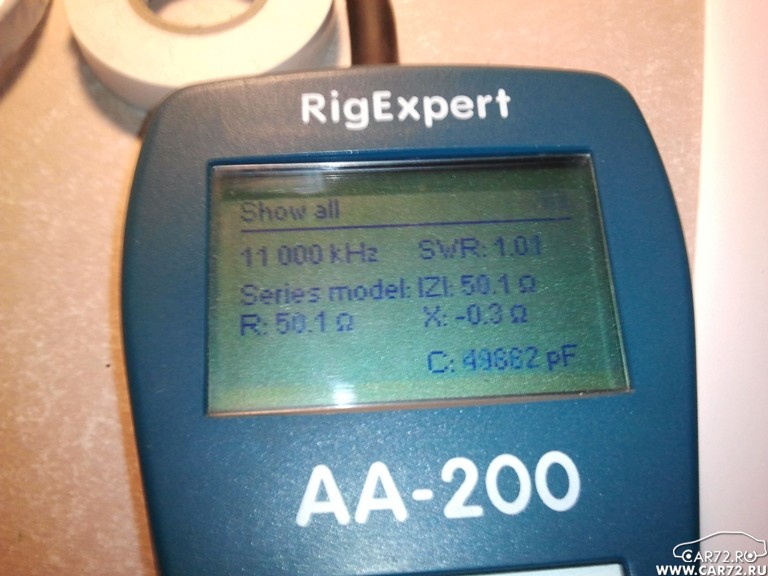 RigExpert
Show all
11 000 kHz SWR: 1.01
Series model: |Z|: 50.1 Ω
R: 50.1 Ω X: -0.3 Ω
C: 49662 pF
AA-200
CAR72.RU
WWW.CAR72.RU